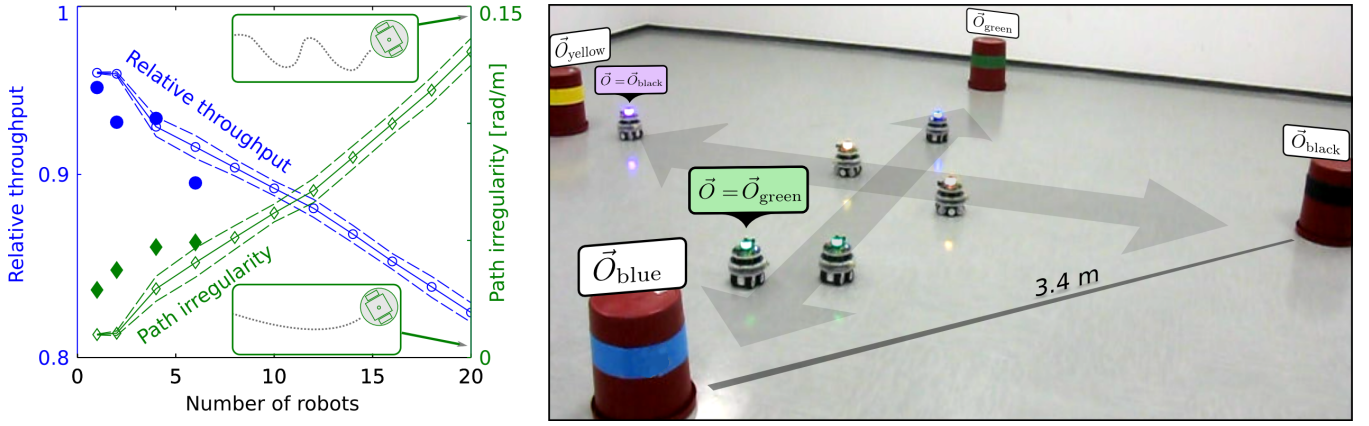 1
0.9
0.8
Relative throughput
0
5
10
15
20
Number of robots
0.15
0
Path irregularity [rad/m]
Relative throughput
Path irregularity
O⃗yellow
O⃗ = O⃗black
O⃗green
O⃗black
O⃗ = O⃗green
O⃗blue
3.4 m